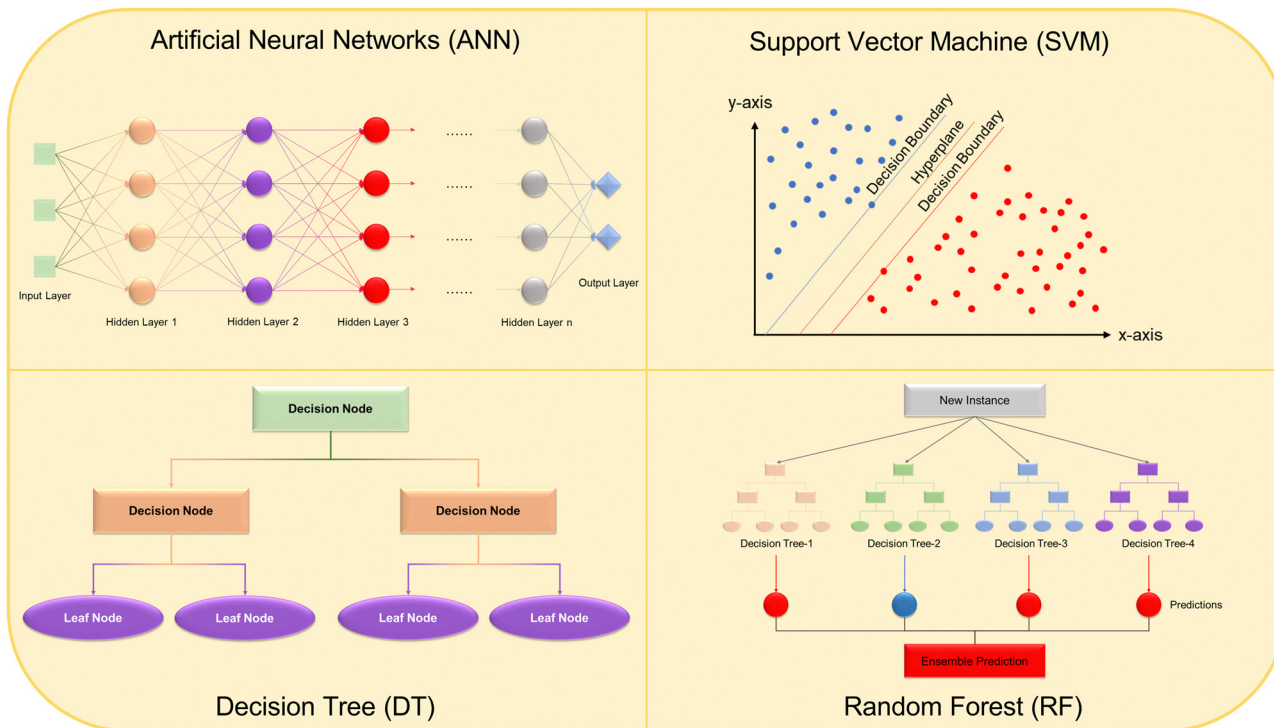 Artificial Neural Networks (ANN)
Input Layer
Hidden Layer 1
Hidden Layer 2
Hidden Layer 3
......
......
......
......
Hidden Layer n
Output Layer
Support Vector Machine (SVM)
y-axis
Decision Boundary
Hyperplane
Decision Boundary
x-axis
Decision Node
Decision Node
Decision Node
Leaf Node
Leaf Node
Leaf Node
Leaf Node
Decision Tree (DT)
New Instance
Decision Tree-1
Decision Tree-2
Decision Tree-3
Decision Tree-4
Predictions
Ensemble Prediction
Random Forest (RF)